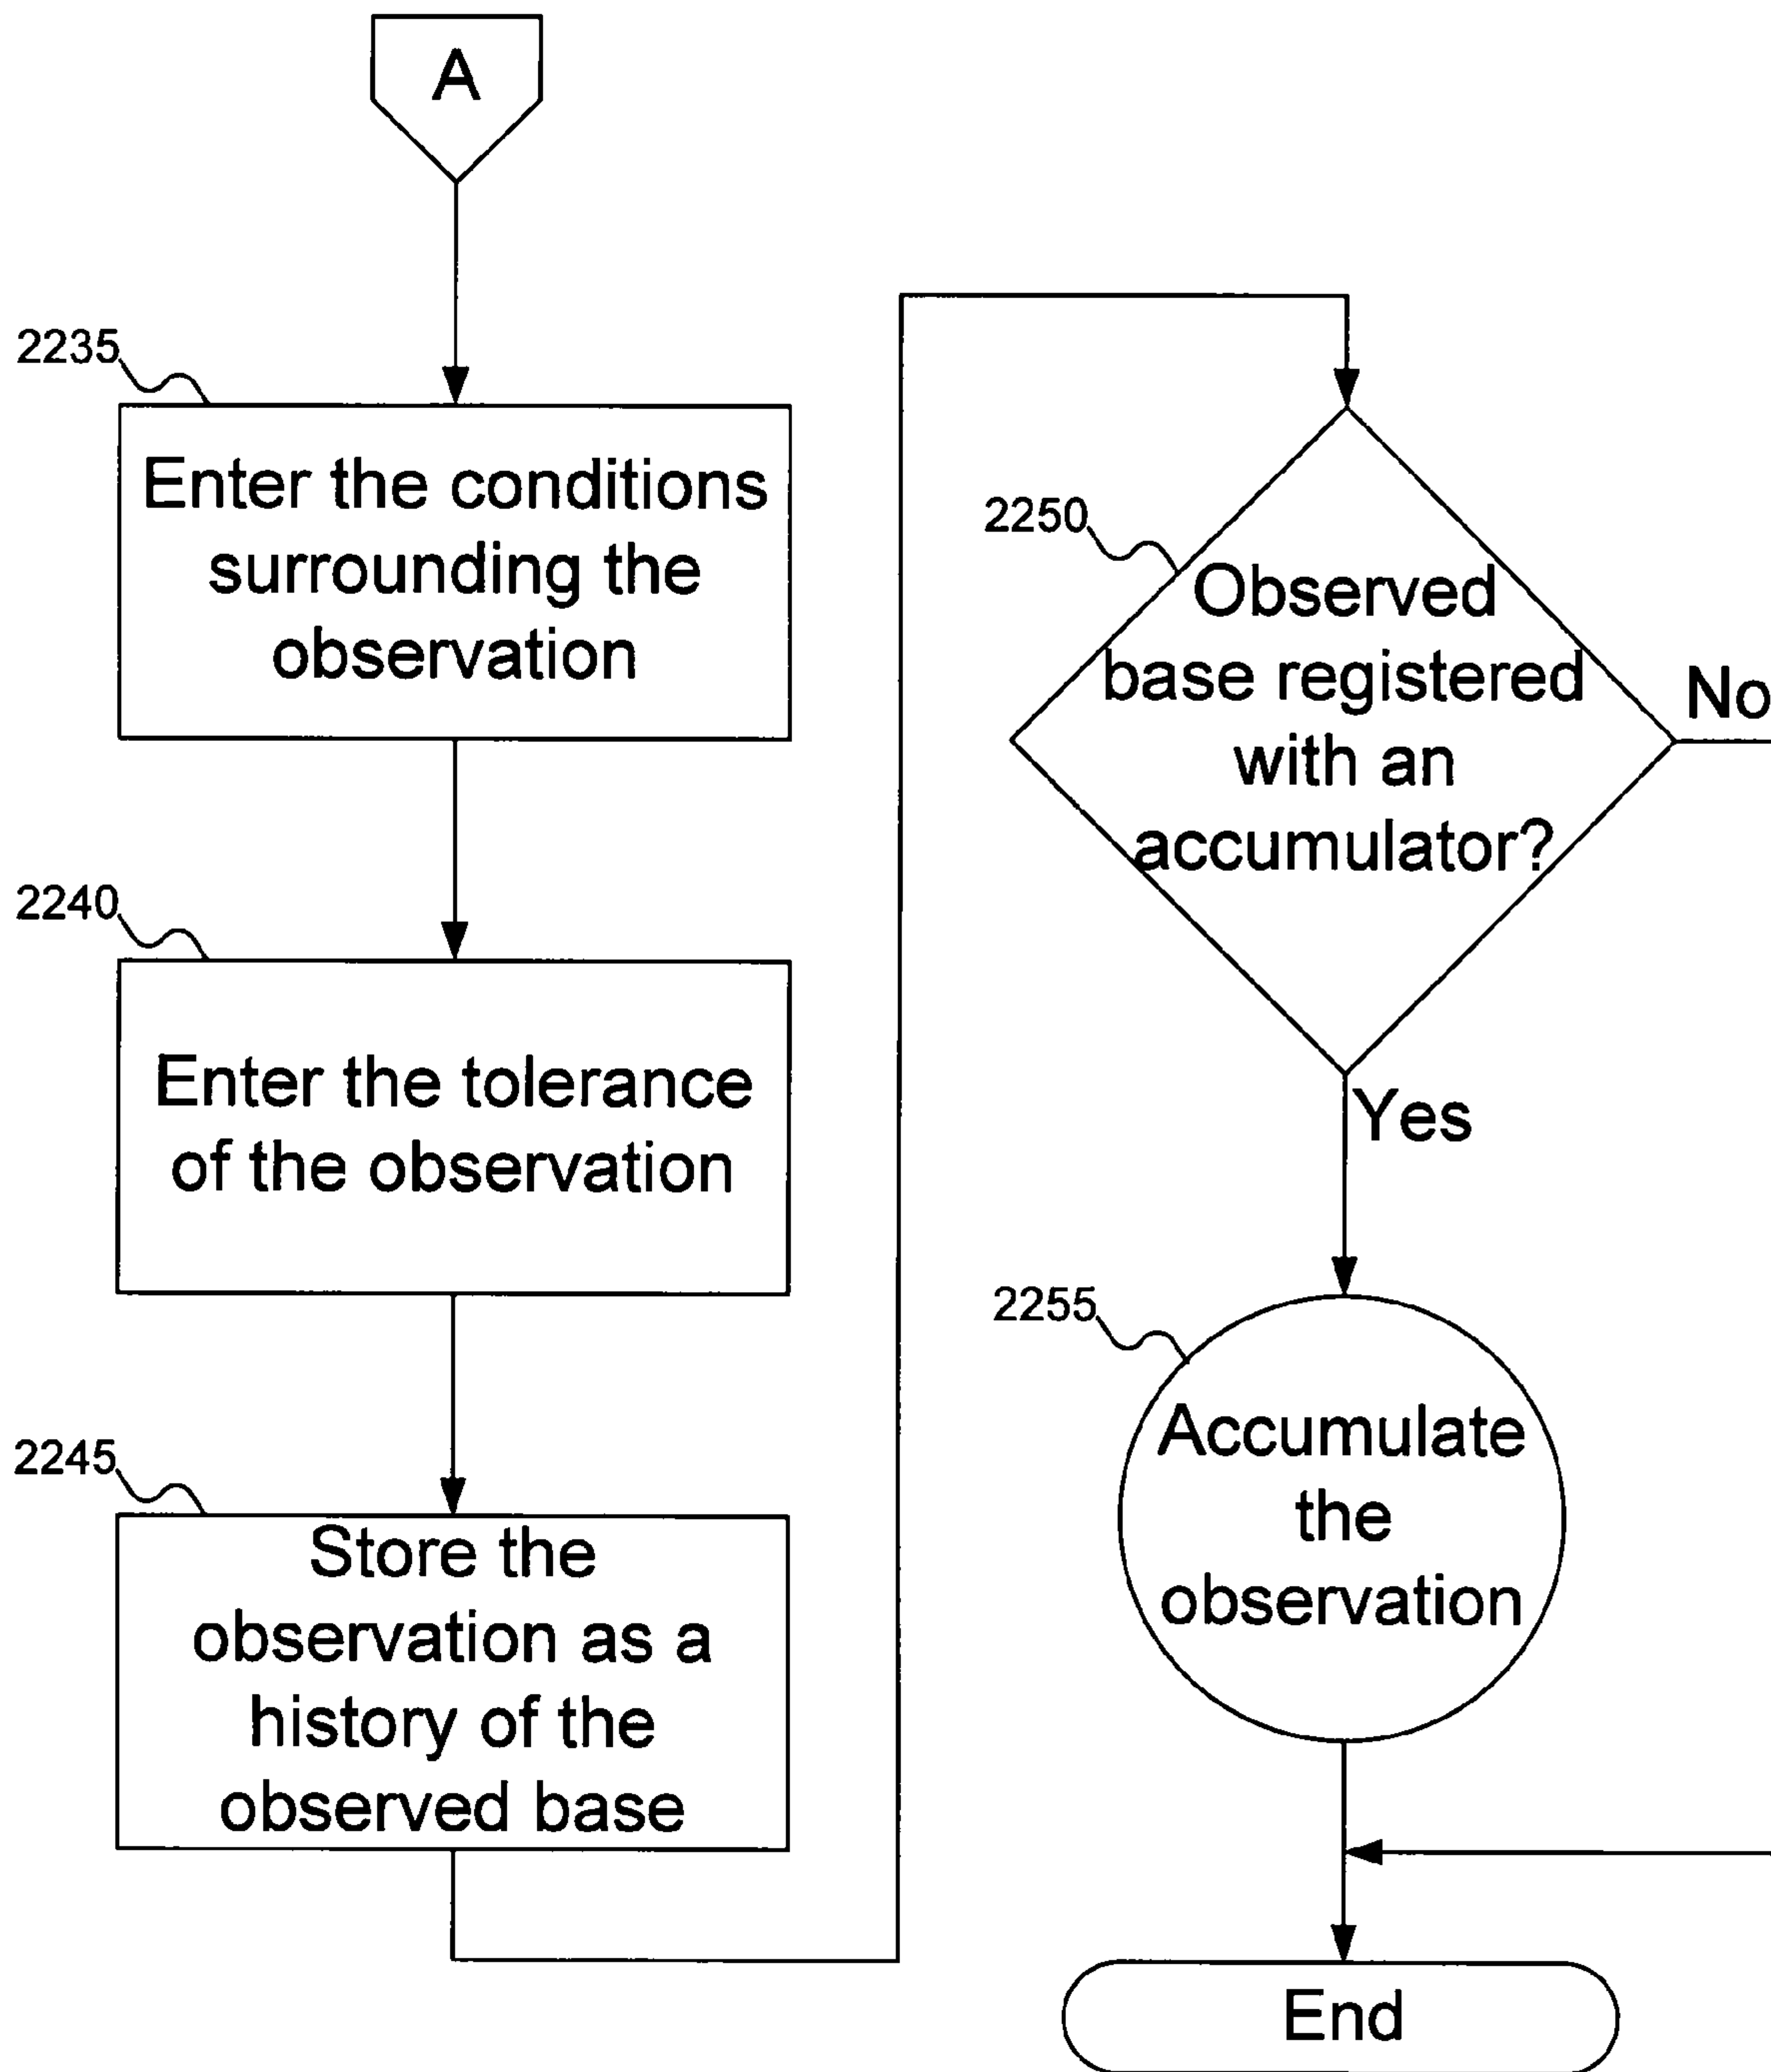 A
2235
Enter the conditions
surrounding the
observation
2240
Enter the tolerance
of the observation
2245
Store the
observation as a
history of the
observed base
2250
Observed
base registered
with an
accumulator?
No
Yes
2255
Accumulate
the
observation
End